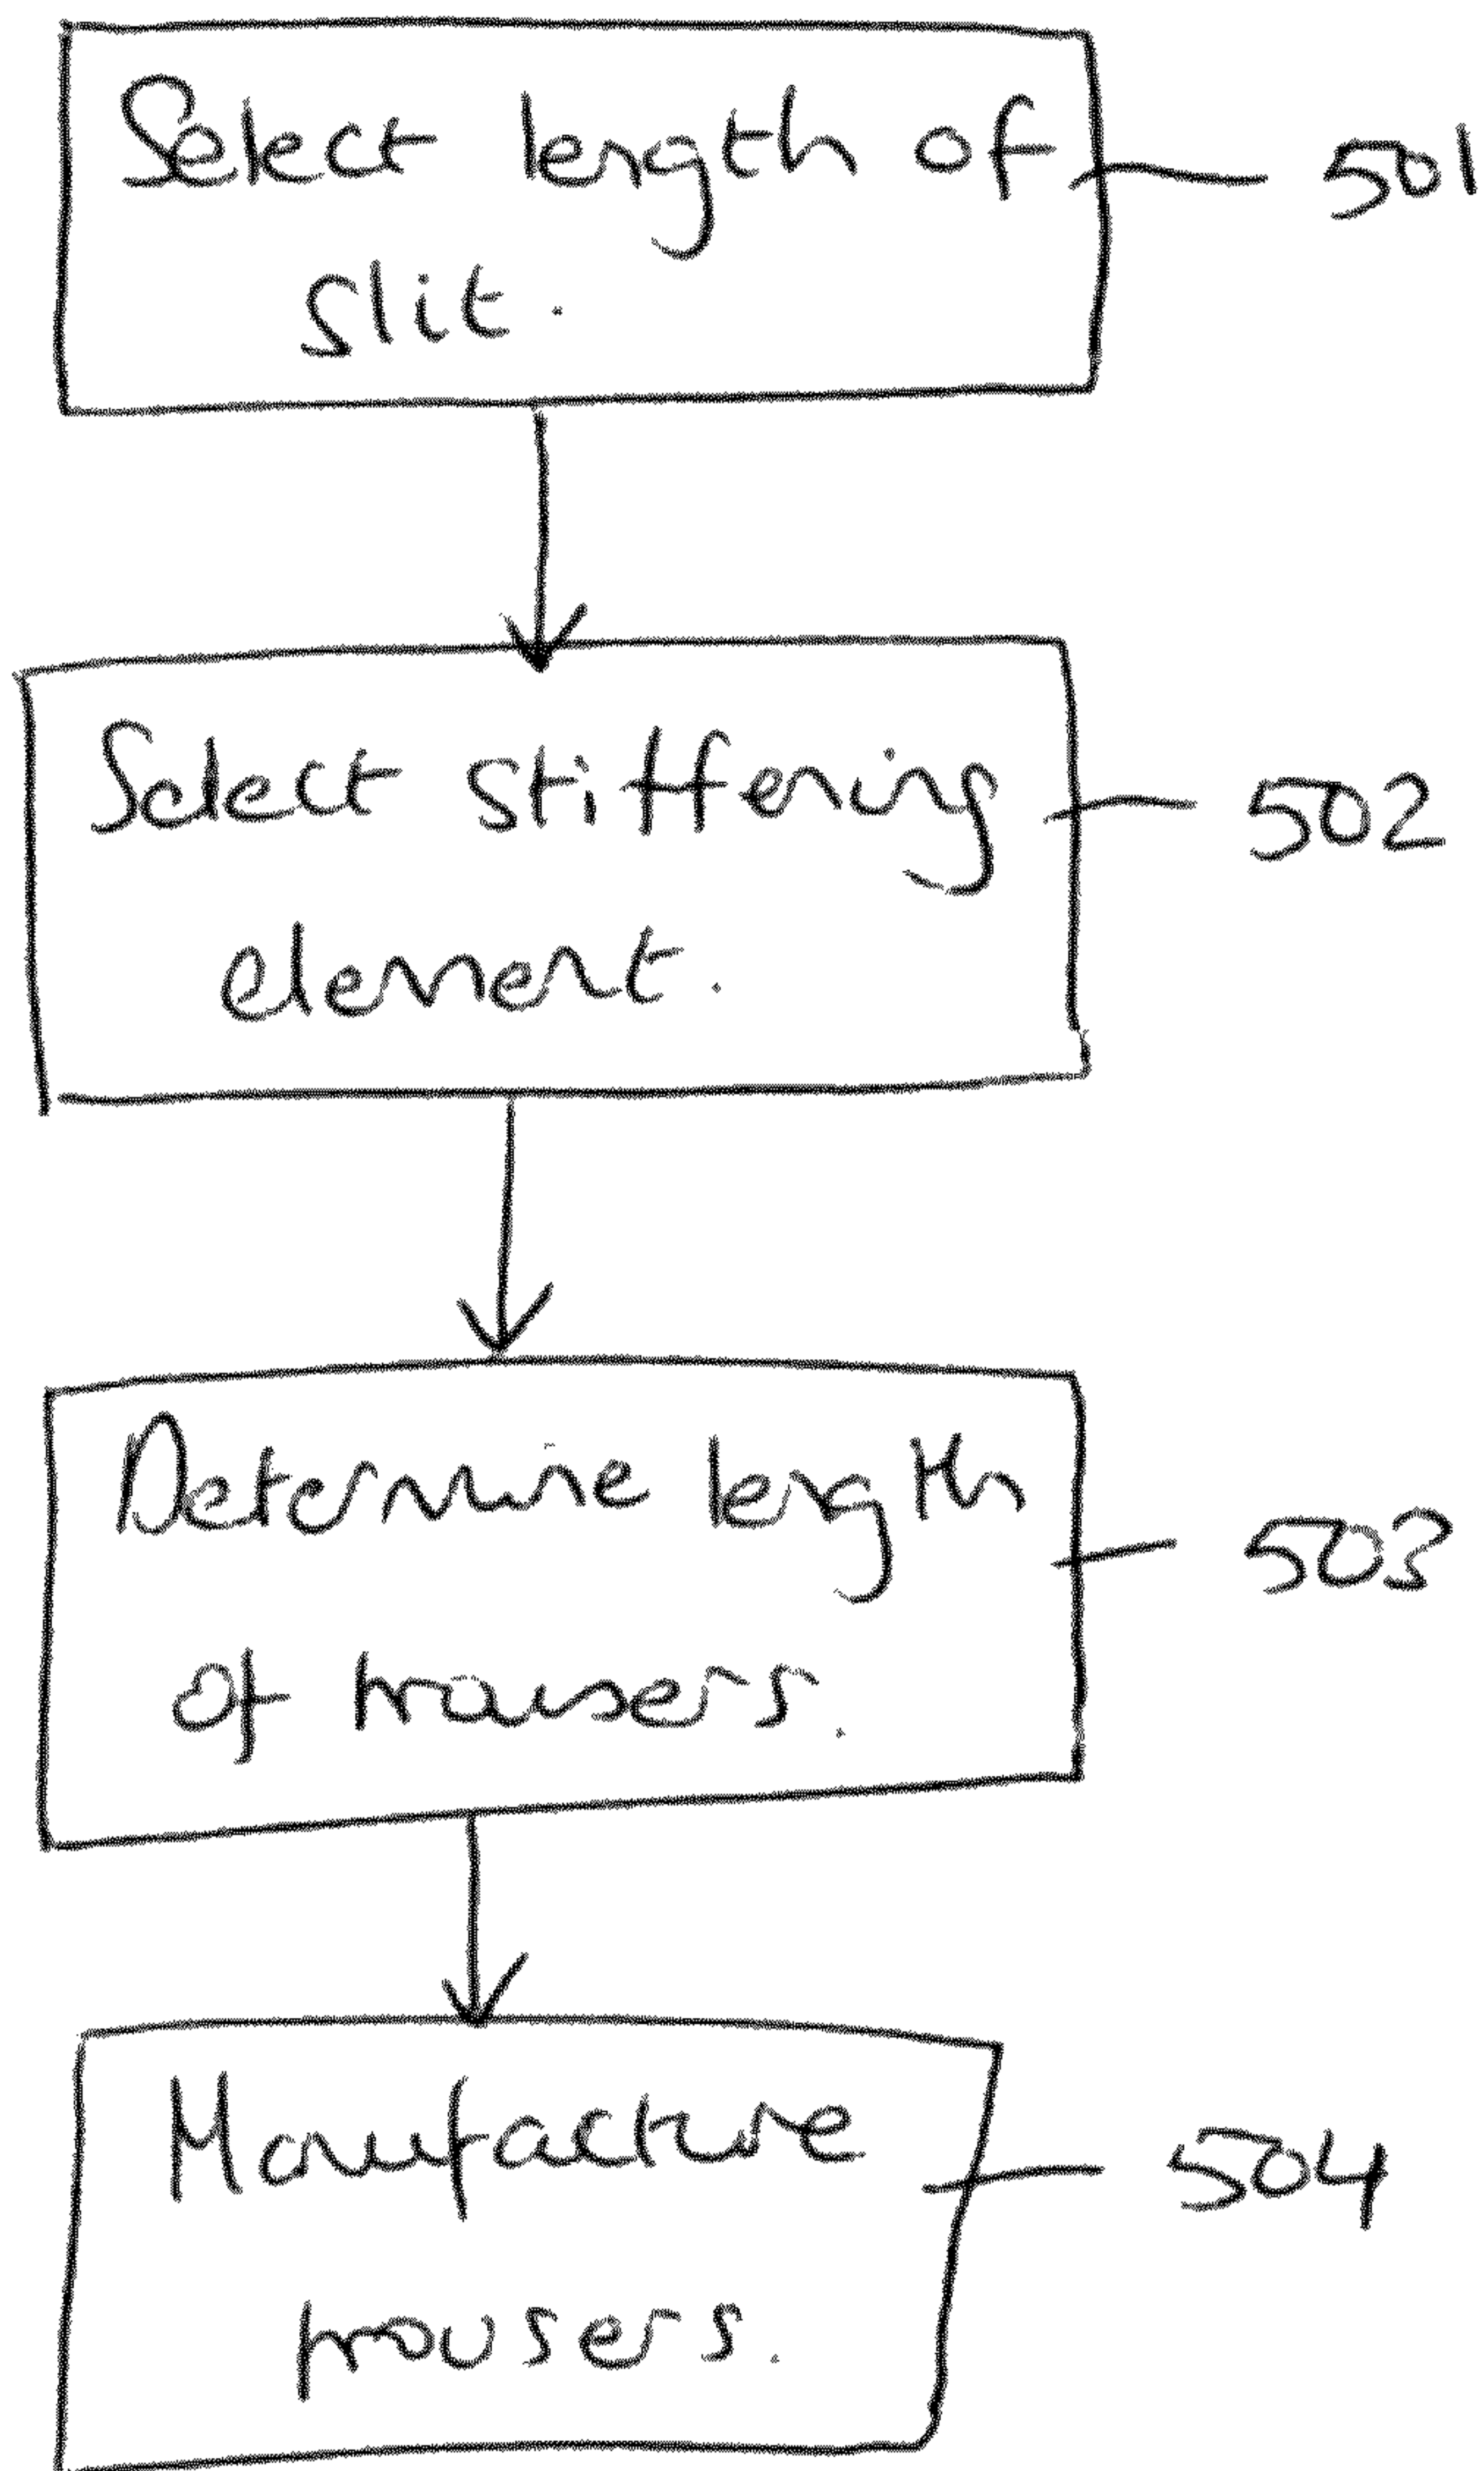 Select length of
slit.
501
Select stiffening
element.
502
Determine length
of trousers.
503
Manufacture
trousers.
504